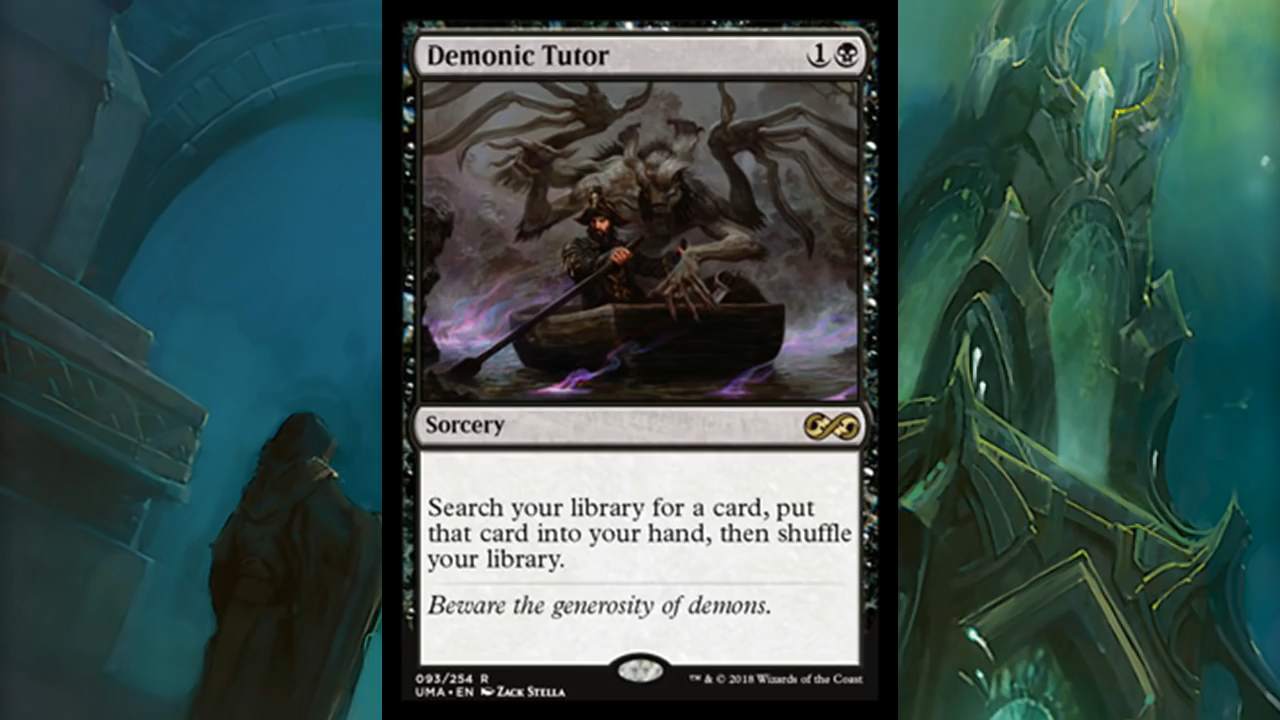 Demonic Tutor 1
Sorcery
Search your library for a card, put
that card into your hand, then shuffle
your library.
Beware the generosity of demons.
093/254 R
UMA • EN Zack Stella
™ & © 2018 Wizards of the Coast